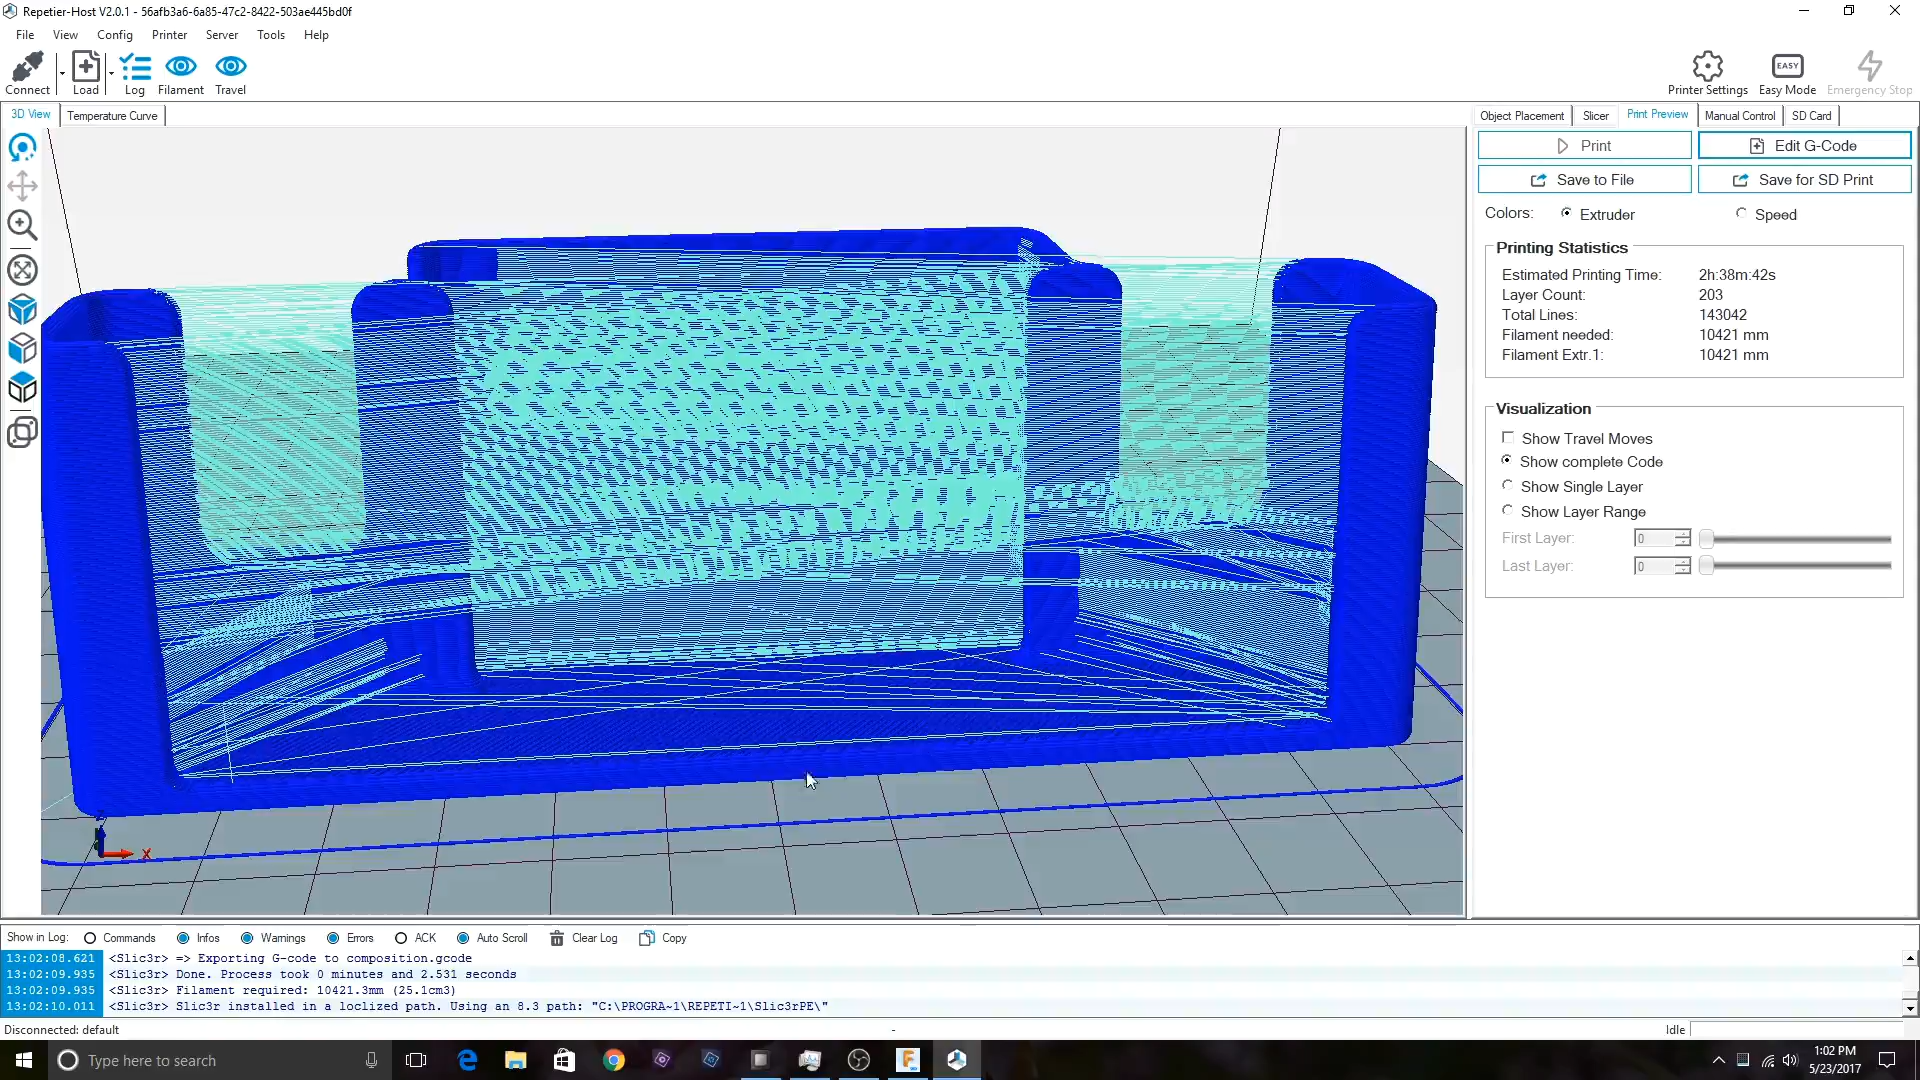 Repetier-Host V2.0.1 - 56afb3a6-6a85-47c2-8422-503ae445bd0f
File View Config Printer Server Tools Help
Connect Load Log Filament Travel
EASY
Printer Settings Easy Mode Emergency Stop
3D View Temperature Curve
Object Placement Slicer Print Preview Manual Control SD Card
Print Edit G-Code
Save to File Save for SD Print
Colors: Extruder Speed
Printing Statistics
Estimated Printing Time: 2h:38m:42s
Layer Count: 203
Total Lines: 143042
Filament needed: 10421 mm
Filament Extr.1: 10421 mm
Visualization
Show Travel Moves
Show complete Code
Show Single Layer
Show Layer Range
First Layer: 0
Last Layer: 0
X
Show in Log: Commands Infos Warnings Errors ACK Auto Scroll Clear Log Copy
13:02:08.621 <Slic3r> => Exporting G-code to composition.gcode
13:02:09.935 <Slic3r> Done. Process took 0 minutes and 2.531 seconds
13:02:09.935 <Slic3r> Filament required: 10421.3mm (25.1cm3)
13:02:10.011 <Slic3r> Slic3r installed in a loclized path. Using an 8.3 path: "C:\PROGRA~1\REPETI~1\Slic3rPE\"
Disconnected: default - Idle
Type here to search
1:02 PM
5/23/2017